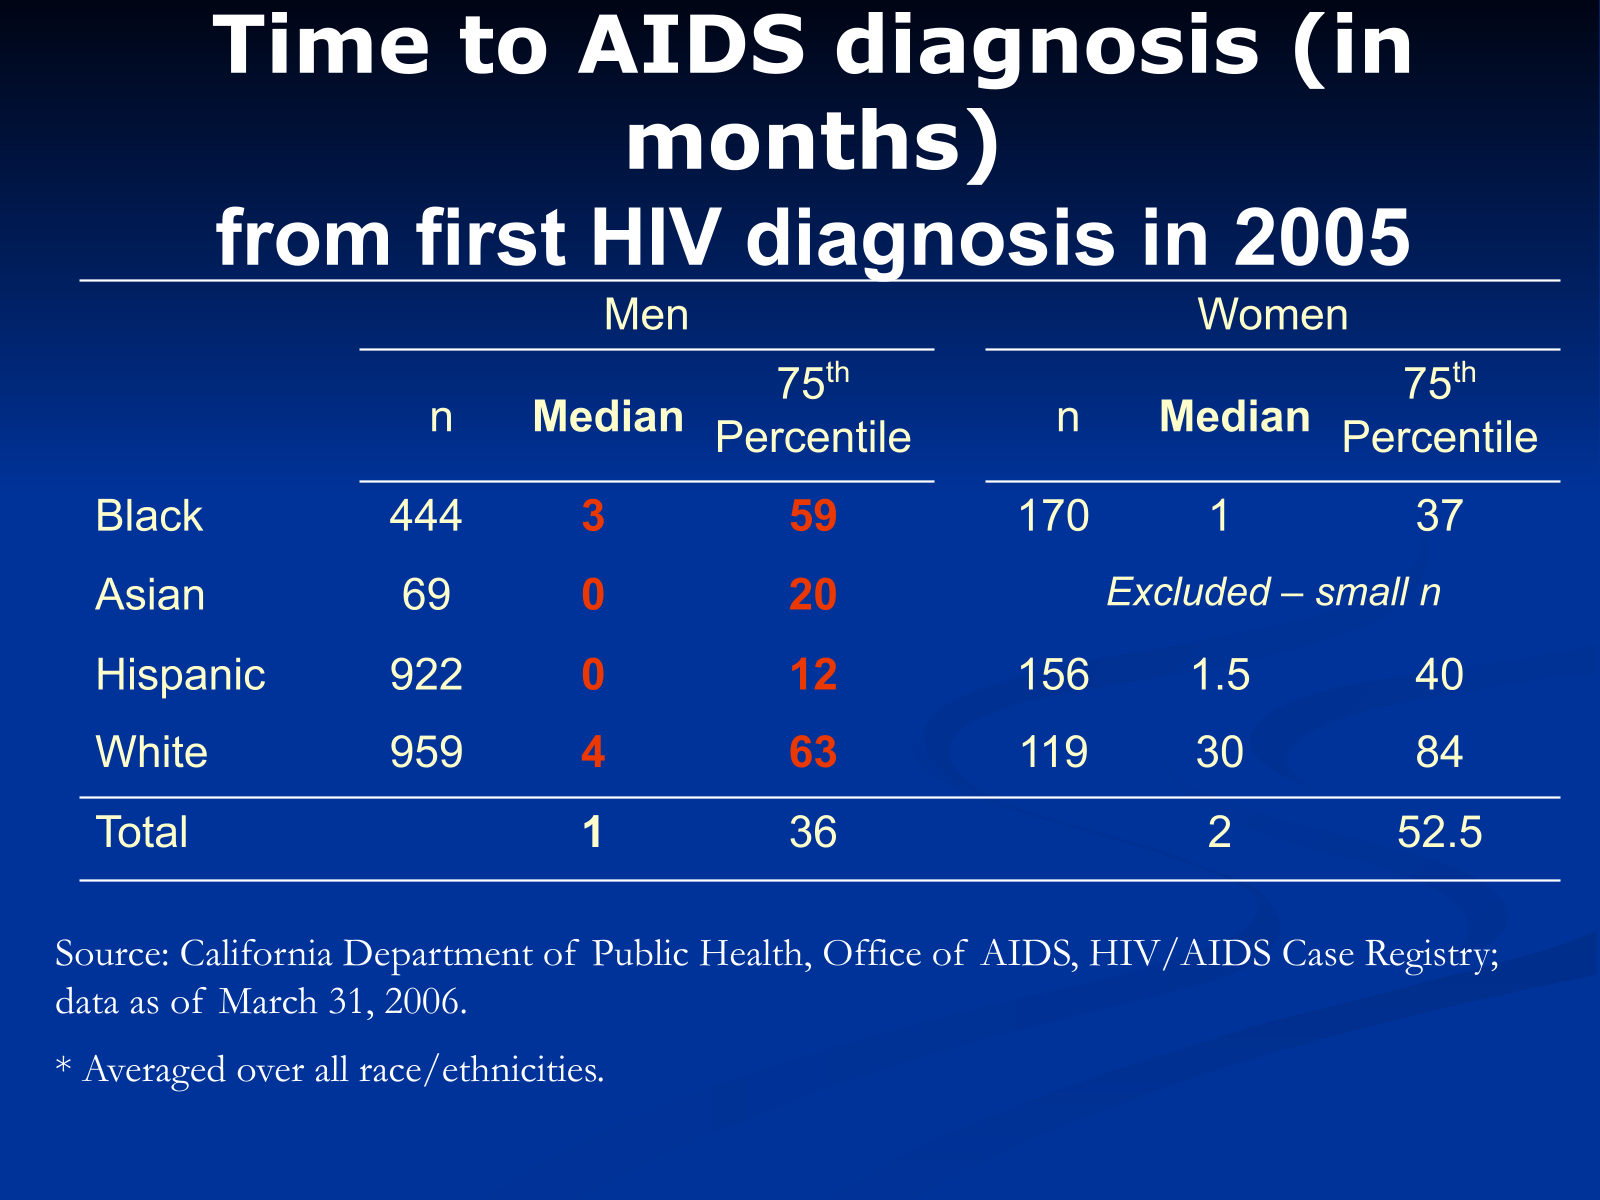 Time to AIDS diagnosis (in
months)
from first HIV diagnosis in 2005
Men Women
n Median 75th Percentile n Median 75th Percentile
Black 444 3 59 170 1 37
Asian 69 0 20 Excluded – small n
Hispanic 922 0 12 156 1.5 40
White 959 4 63 119 30 84
Total 1 36 2 52.5
Source: California Department of Public Health, Office of AIDS, HIV/AIDS Case Registry;
data as of March 31, 2006.
* Averaged over all race/ethnicities.